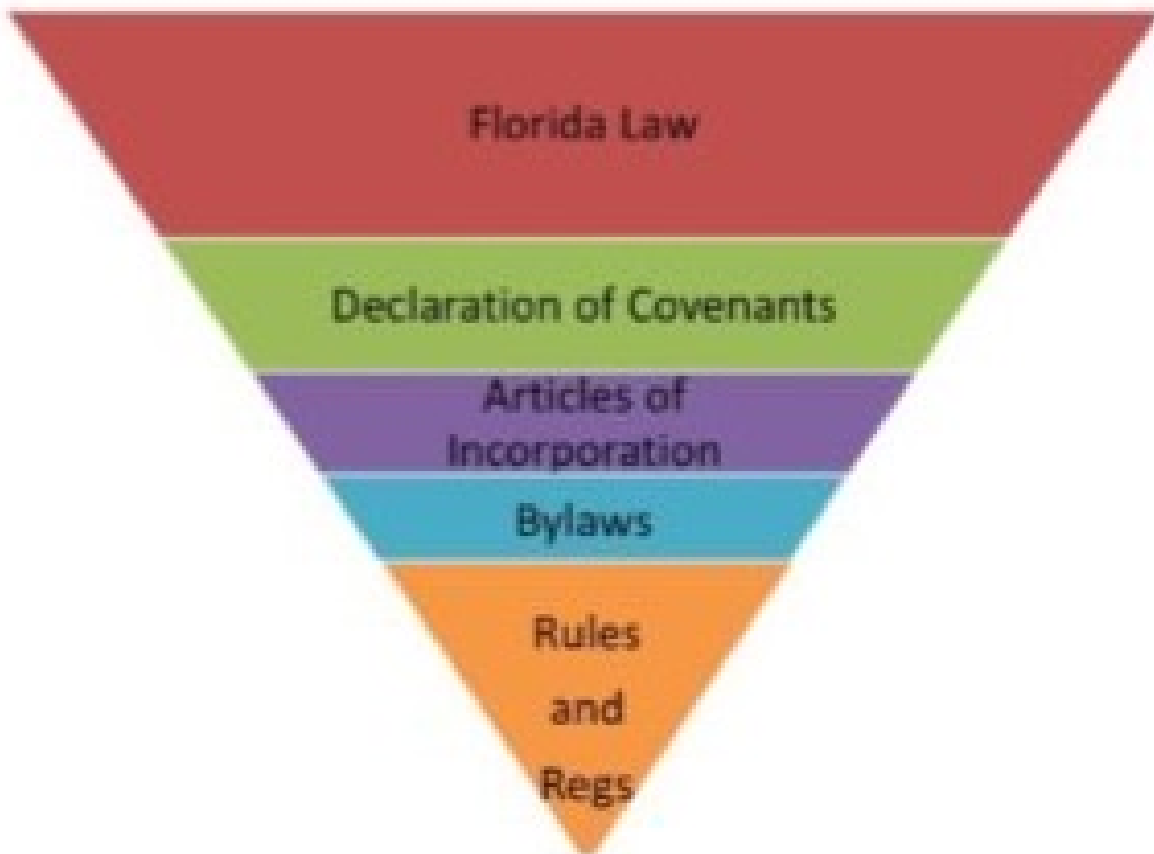 Florida Law
Declaration of Covenants
Articles of
Incorporation
Bylaws
Rules
and
Regs